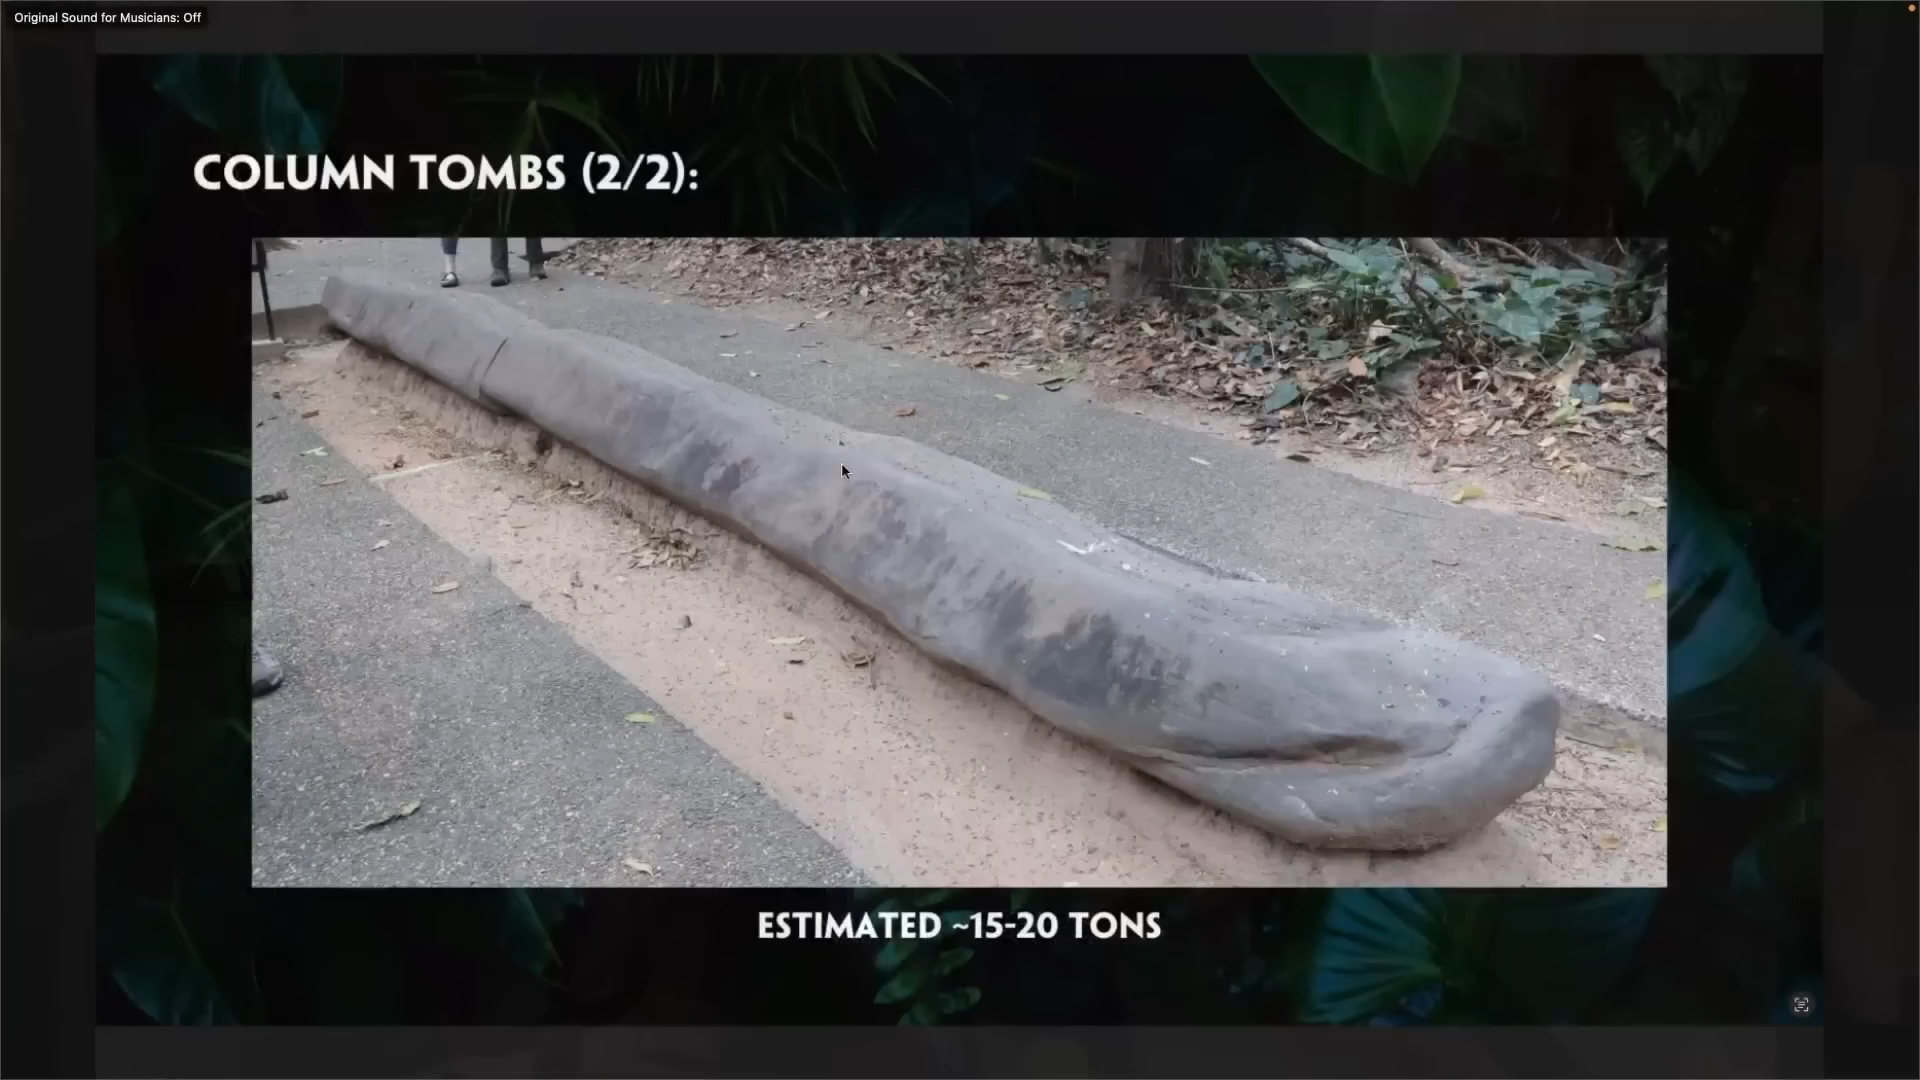 Original Sound for Musicians: Off
COLUMN TOMBS (2/2):
ESTIMATED ~15-20 TONS